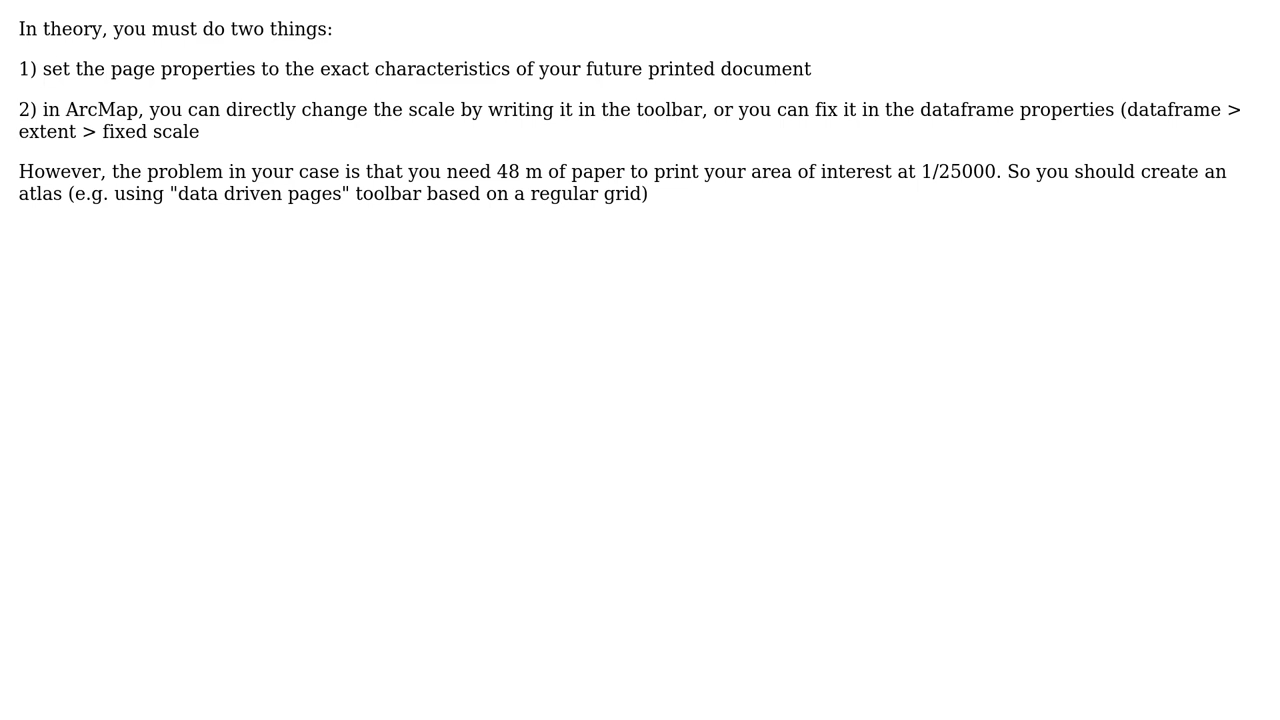 In theory, you must do two things:
1) set the page properties to the exact characteristics of your future printed document
2) in ArcMap, you can directly change the scale by writing it in the toolbar, or you can fix it in the dataframe properties (dataframe >
extent > fixed scale
However, the problem in your case is that you need 48 m of paper to print your area of interest at 1/25000. So you should create an
atlas (e.g. using "data driven pages" toolbar based on a regular grid)